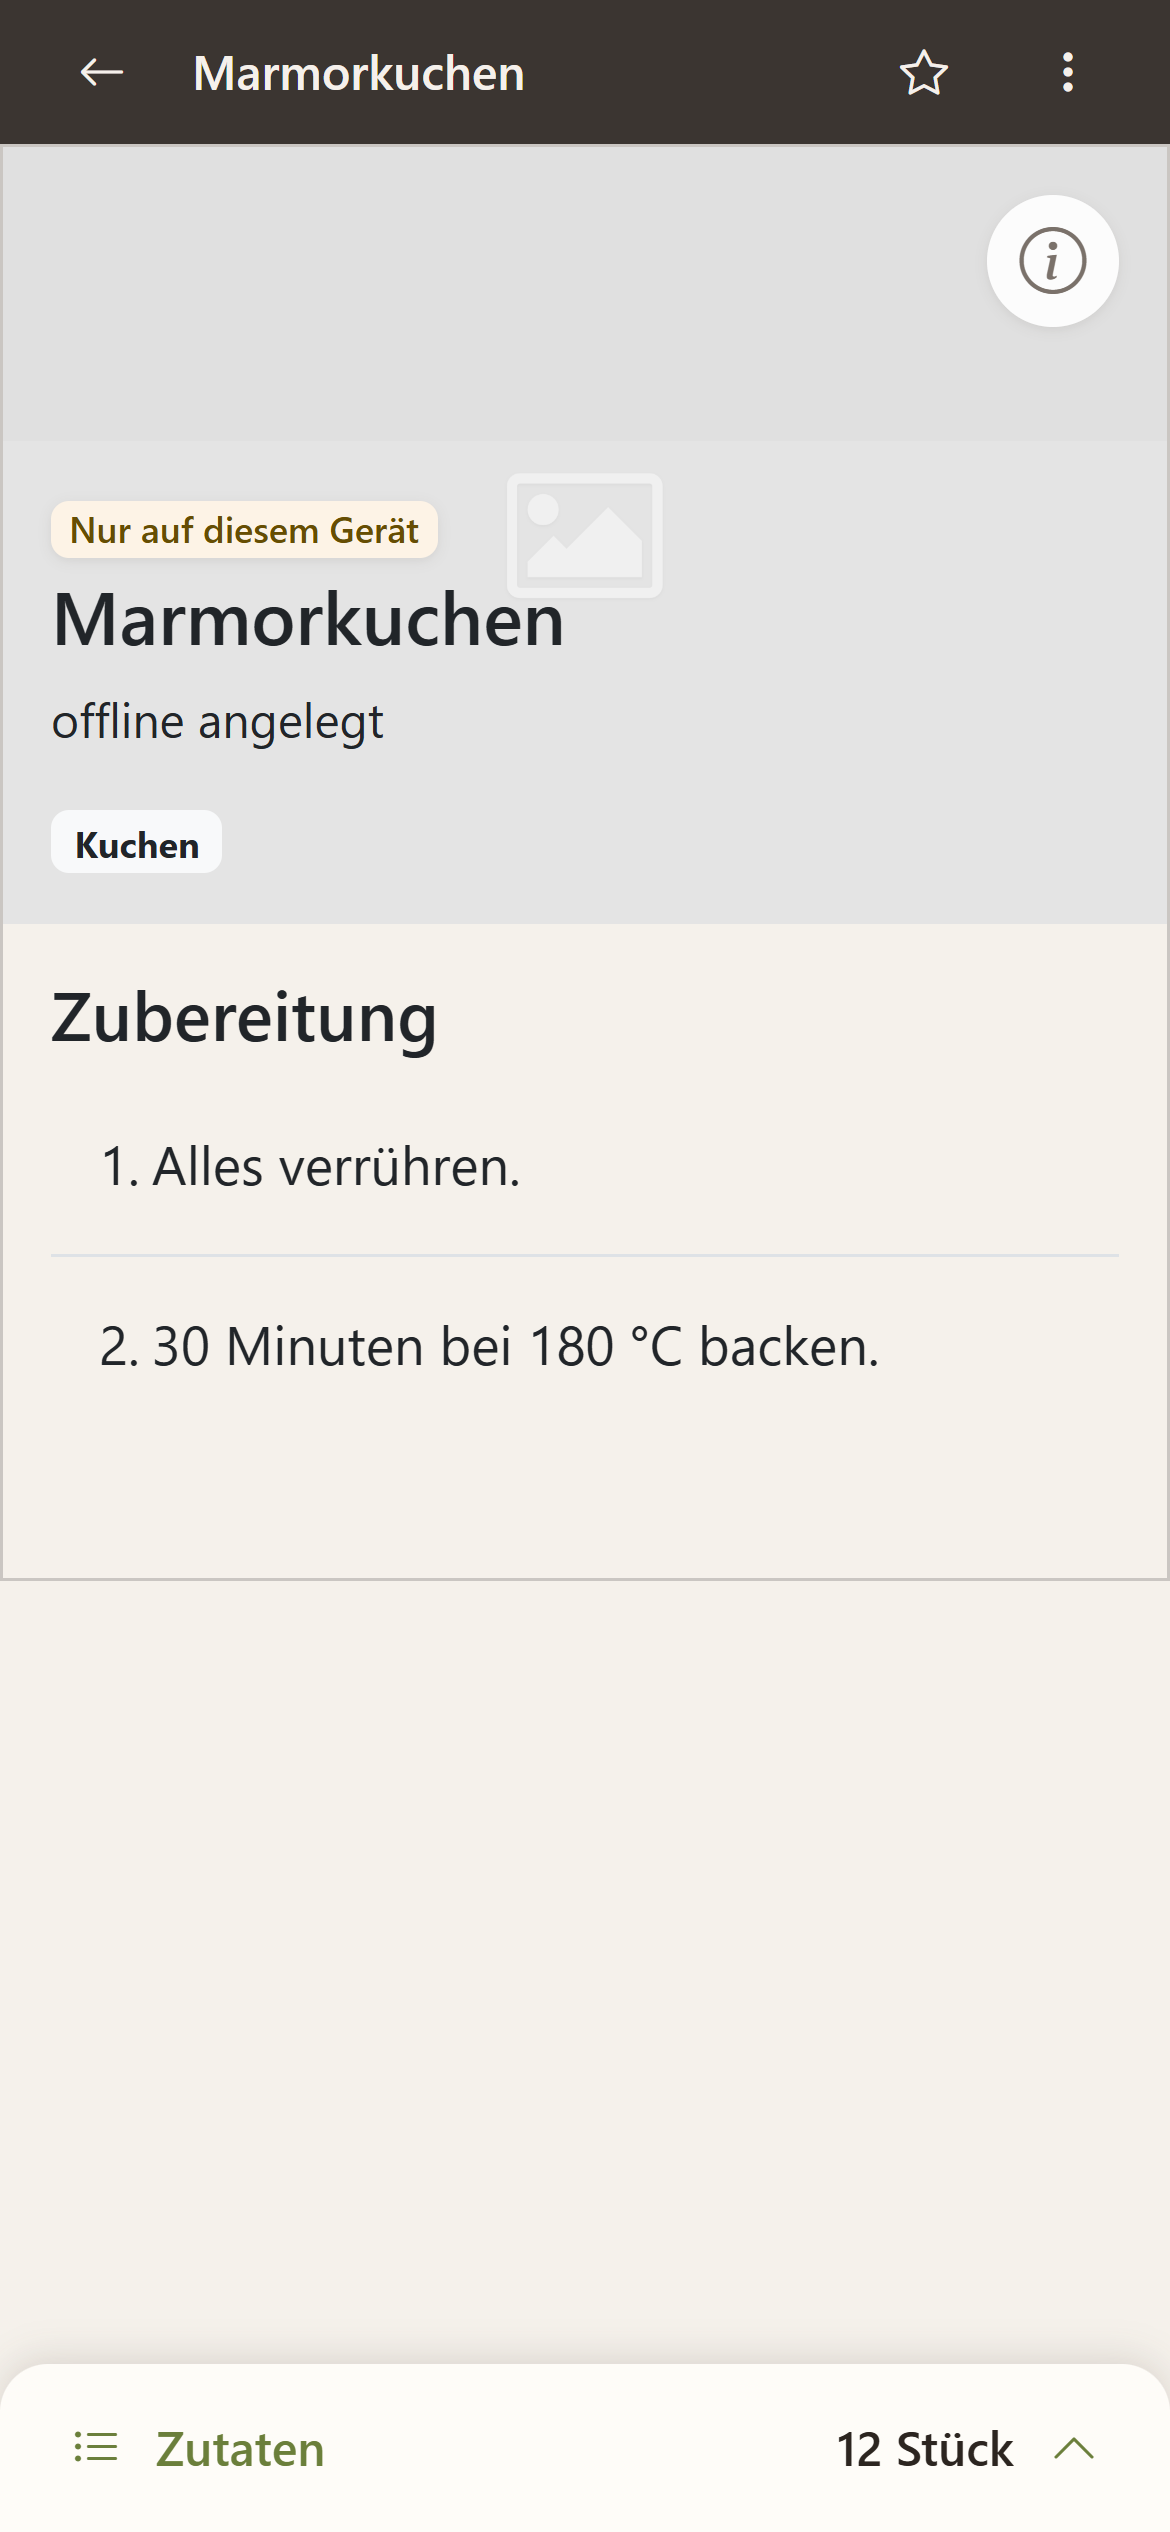 Marmorkuchen
Nur auf diesem Gerät
Marmorkuchen
offline angelegt
Kuchen
Zubereitung
1. Alles verrühren.
2. 30 Minuten bei 180 °C backen.
Zutaten 12 Stück